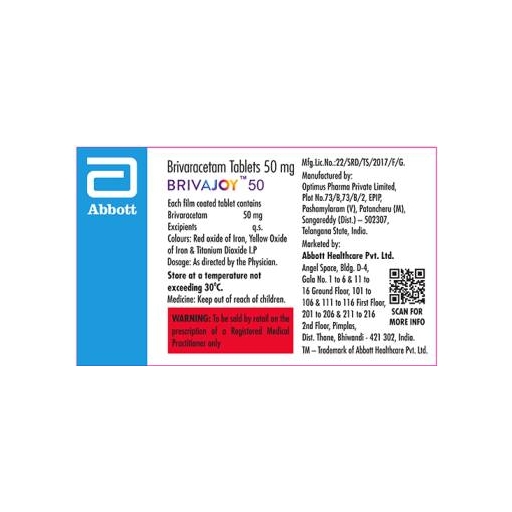 Abbott
Brivaracetam Tablets 50 mg
BRIVAJOY™ 50
Each film coated tablet contains
Brivaracetam 50 mg
Excipients q.s.
Colours: Red oxide of Iron, Yellow Oxide
of Iron & Titanium Dioxide I.P
Dosage: As directed by the Physician.
Store at a temperature not
exceeding 30°C.
Medicine: Keep out of reach of children.
WARNING: To be sold by retail on the
prescription of a Registered Medical
Practitioner only
Mfg.Lic.No.:22/SRD/TS/2017/F/G.
Manufactured by:
Optimus Pharma Private Limited,
Plot No.73/B,73/B/2, EPIP,
Pashamylaram (V), Patancheru (M),
Sangareddy (Dist.) – 502307,
Telangana State, India.
Marketed by:
Abbott Healthcare Pvt. Ltd.
Angel Space, Bldg. D-4,
Gala No. 1 to 6 & 11 to
16 Ground Floor, 101 to
106 & 111 to 116 First Floor,
201 to 206 & 211 to 216
2nd Floor, Pimplas,
Dist. Thane, Bhiwandi - 421 302, India.
TM – Trademark of Abbott Healthcare Pvt. Ltd.
SCAN FOR
MORE INFO